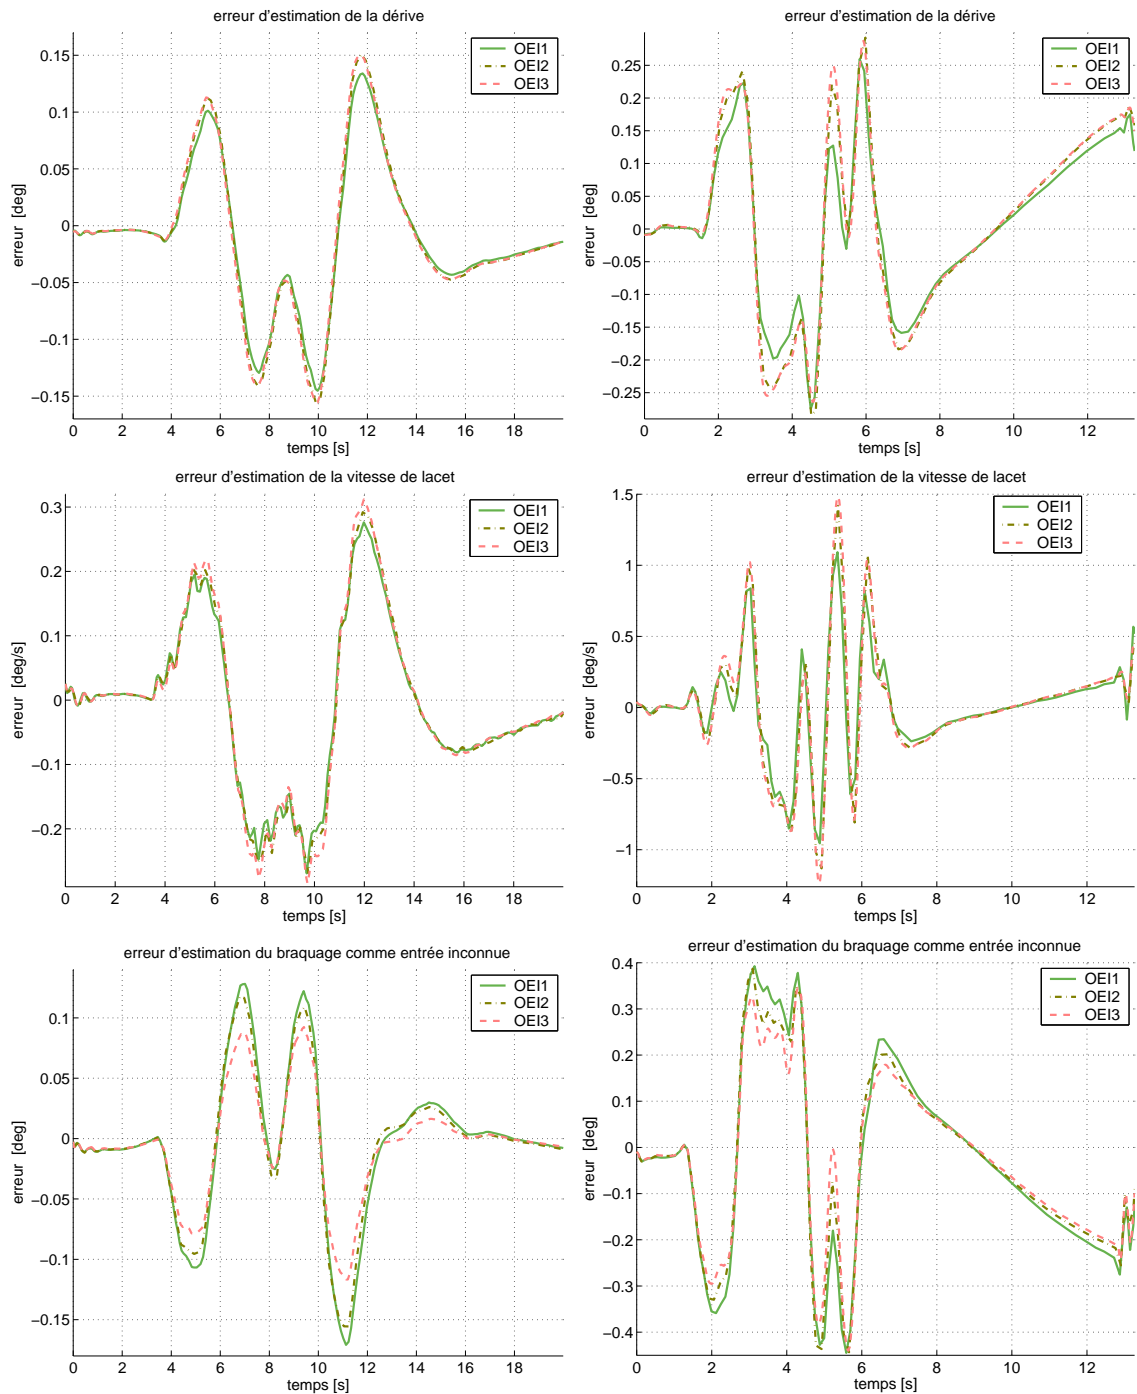 erreur d'estimation de la dérive
OEI1
OEI2
OEI3
0.15
0.1
0.05
0
−0.05
−0.1
−0.15
erreur [deg]
0 2 4 6 8 10 12 14 16 18
temps [s]
erreur d'estimation de la dérive
OEI1
OEI2
OEI3
0.25
0.2
0.15
0.1
0.05
0
−0.05
−0.1
−0.15
−0.2
−0.25
erreur [deg]
0 2 4 6 8 10 12
temps [s]
erreur d'estimation de la vitesse de lacet
OEI1
OEI2
OEI3
0.3
0.2
0.1
0
−0.1
−0.2
erreur [deg/s]
0 2 4 6 8 10 12 14 16 18
temps [s]
erreur d'estimation de la vitesse de lacet
OEI1
OEI2
OEI3
1.5
1
0.5
0
−0.5
−1
erreur [deg/s]
0 2 4 6 8 10 12
temps [s]
erreur d'estimation du braquage comme entrée inconnue
OEI1
OEI2
OEI3
0.1
0.05
0
−0.05
−0.1
−0.15
erreur [deg]
0 2 4 6 8 10 12 14 16 18
temps [s]
erreur d'estimation du braquage comme entrée inconnue
OEI1
OEI2
OEI3
0.4
0.3
0.2
0.1
0
−0.1
−0.2
−0.3
−0.4
erreur [deg]
0 2 4 6 8 10 12
temps [s]